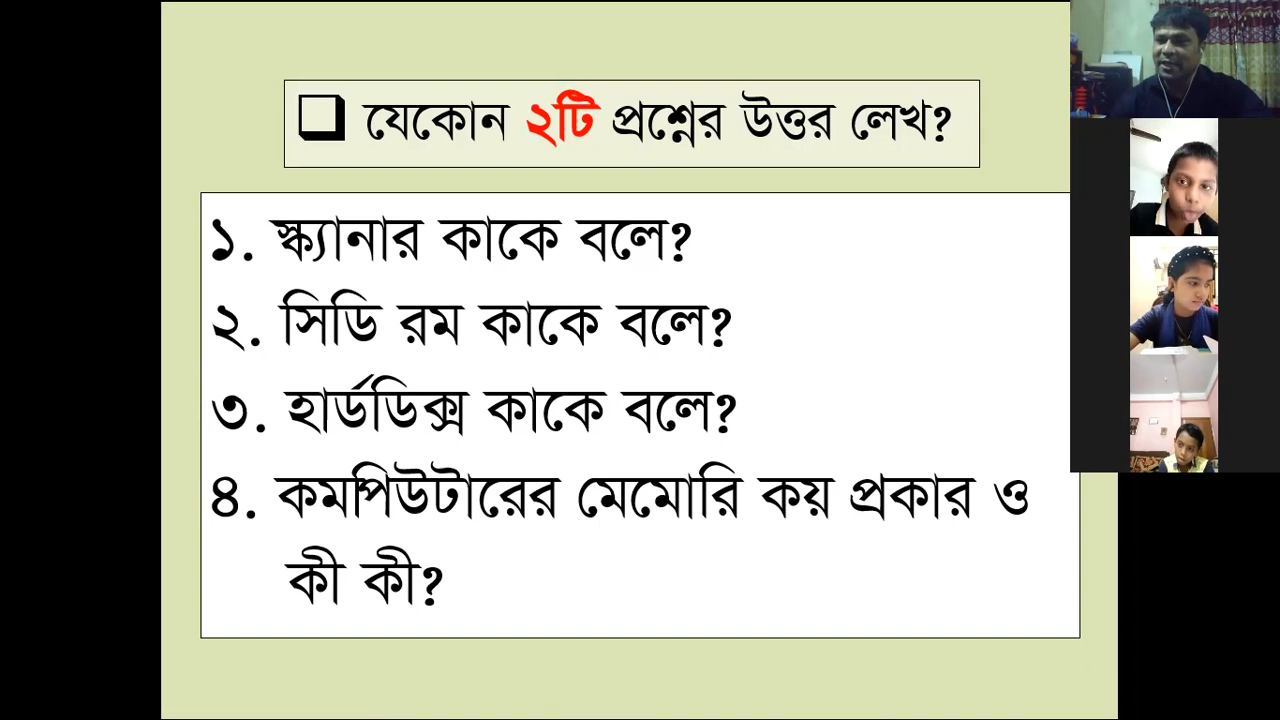 যেকোন ২টি প্রশ্নের উত্তর লেখ?
১. স্ক্যানার কাকে বলে?
২. সিডি রম কাকে বলে?
৩. হার্ডডিক্স কাকে বলে?
৪. কমপিউটারের মেমোরি কয় প্রকার ও
কী কী?